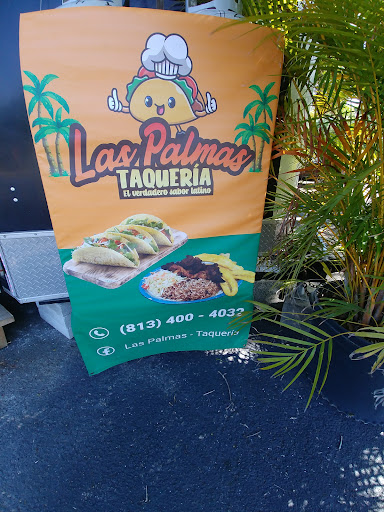 Las Palmas
TAQUERÍA
El verdadero sabor latino
(813) 400 - 4032
Las Palmas - Taquería